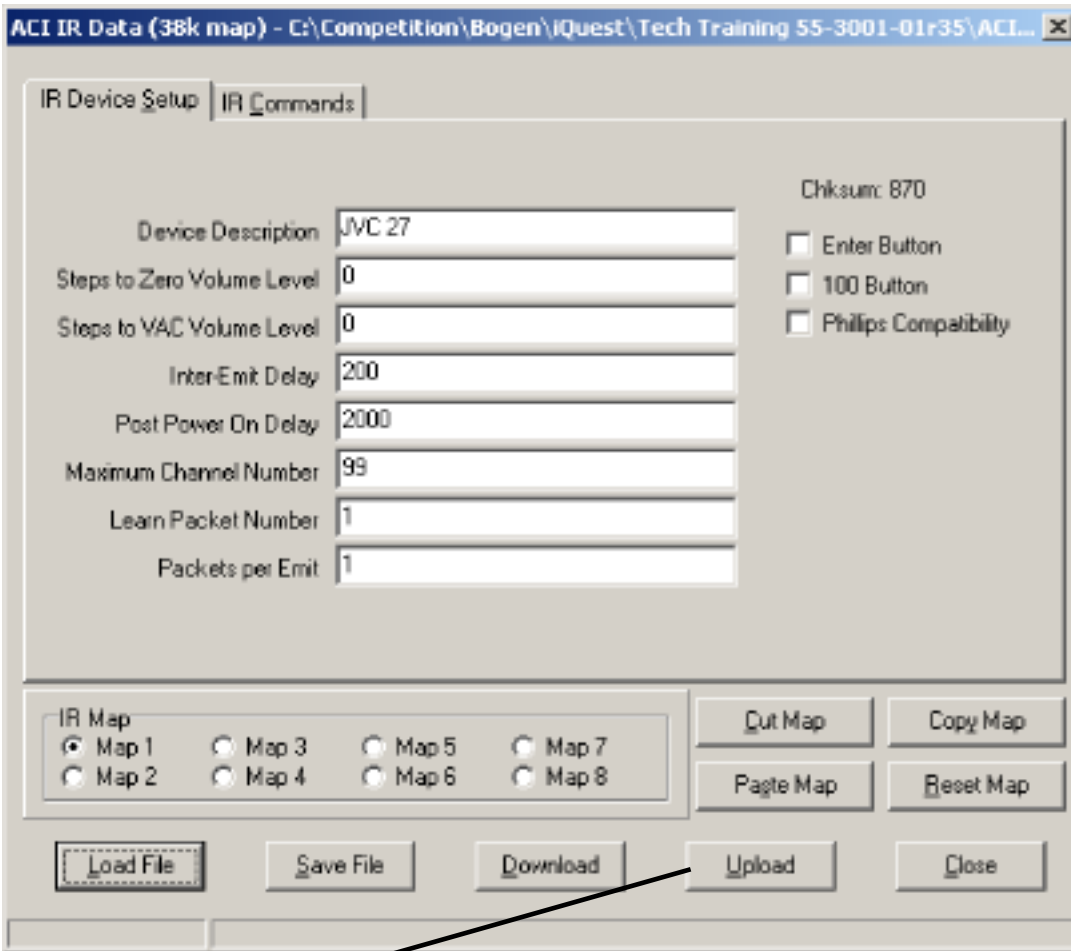 ACI IR Data (38k map) - C:\Competition\Bogen\iQuest\Tech Training 55-3001-01r35\ACI...
IR Device Setup
IR Commands
Chksum: 870
Device Description JVC 27
Enter Button
Steps to Zero Volume Level 0
100 Button
Steps to VAC Volume Level 0
Phillips Compatibility
Inter-Emit Delay 200
Post Power On Delay 2000
Maximum Channel Number 99
Learn Packet Number 1
Packets per Emit 1
IR Map
Map 1 Map 3 Map 5 Map 7
Map 2 Map 4 Map 6 Map 8
Cut Map Copy Map
Paste Map Reset Map
Load File Save File Download Upload Close